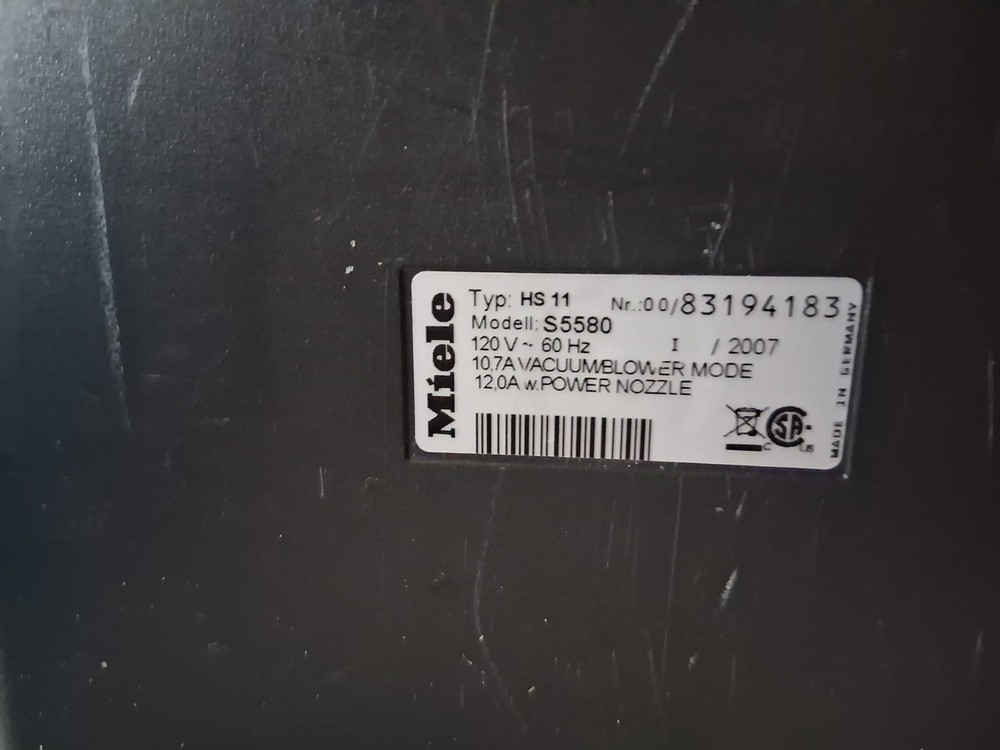 Miele
Typ: HS 11 Nr.:00/83194183
Modell: S5580
120 V ~ 60 Hz I / 2007
10,7A VACUUM/BLOWER MODE
12,0A w.POWER NOZZLE
SA
C
MADE IN GERMANY